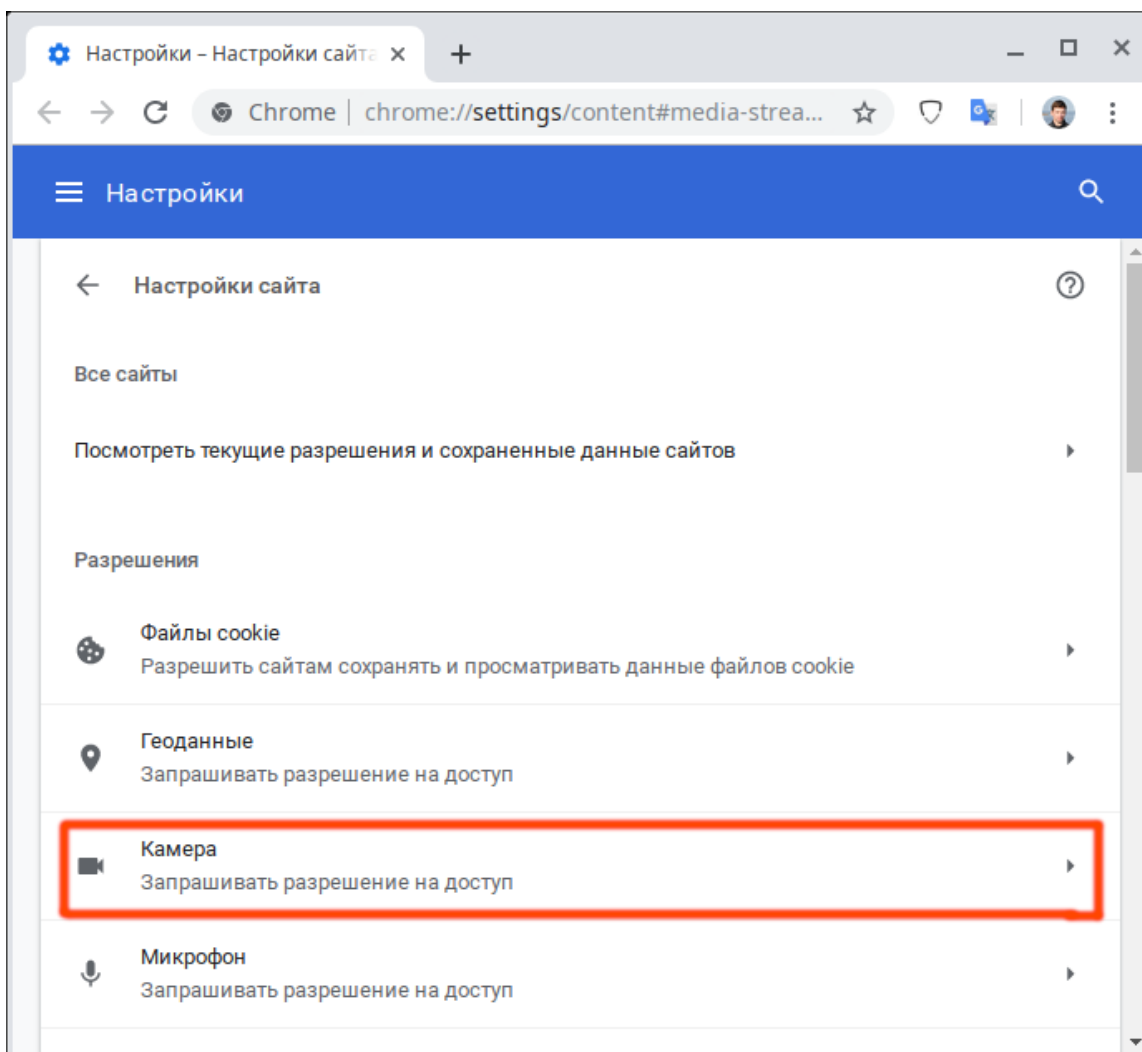 Настройки – Настройки сайта
Chrome | chrome://settings/content#media-strea...
Настройки
Настройки сайта
Все сайты
Посмотреть текущие разрешения и сохраненные данные сайтов
Разрешения
Файлы cookie
Разрешить сайтам сохранять и просматривать данные файлов cookie
Геоданные
Запрашивать разрешение на доступ
Камера
Запрашивать разрешение на доступ
Микрофон
Запрашивать разрешение на доступ